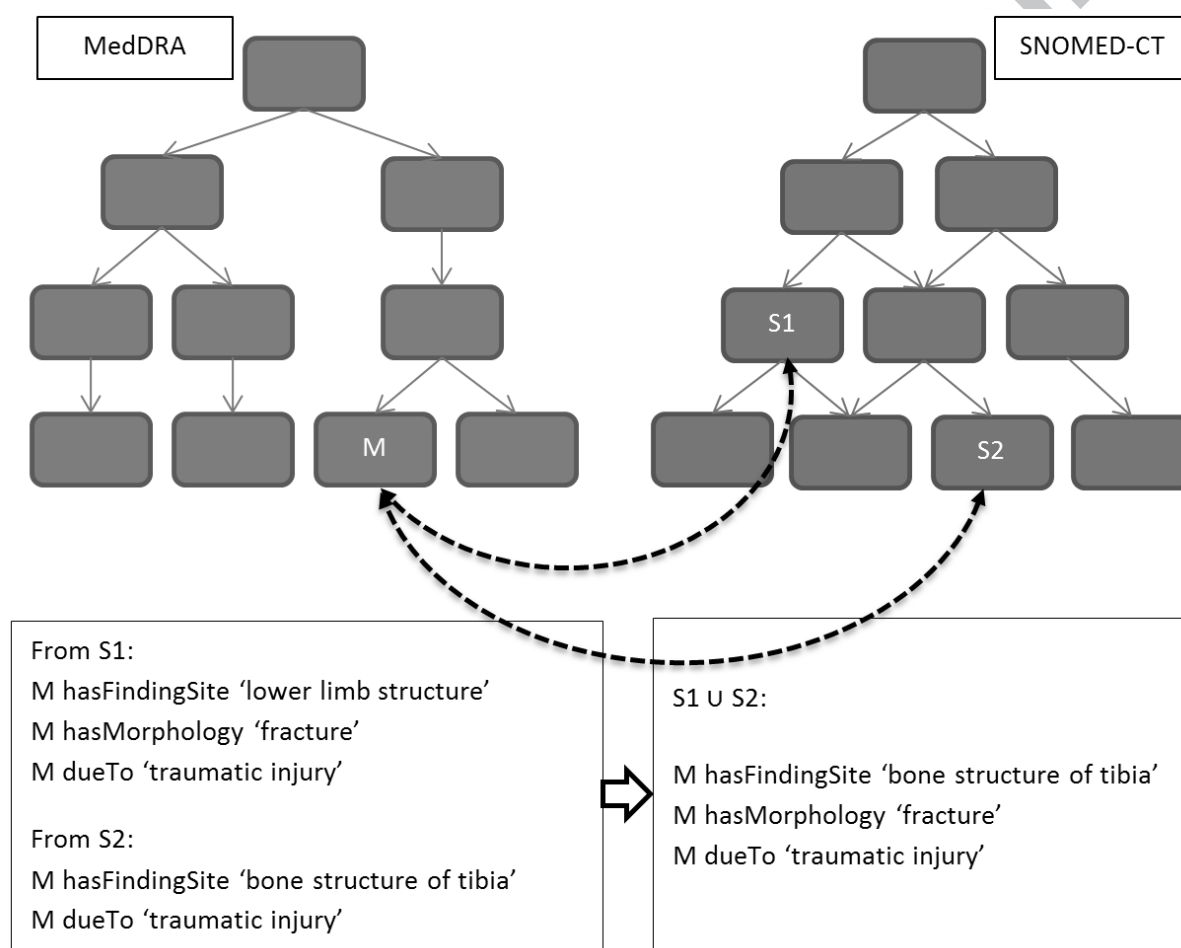 MedDRA
SNOMED-CT
S1
M
S2
From S1:
M hasFindingSite ‘lower limb structure’
M hasMorphology ‘fracture’
M dueTo ‘traumatic injury’
From S2:
M hasFindingSite ‘bone structure of tibia’
M dueTo ‘traumatic injury’
S1 ∪ S2:
M hasFindingSite ‘bone structure of tibia’
M hasMorphology ‘fracture’
M dueTo ‘traumatic injury’